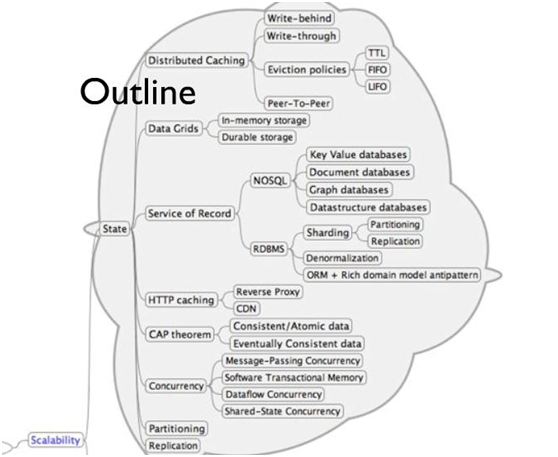 Outline
Write-behind
Write-through
Distributed Caching
Eviction policies
TTL
FIFO
LIFO
Peer-To-Peer
Data Grids
In-memory storage
Durable storage
State
Service of Record
NOSQL
Key Value databases
Document databases
Graph databases
Datastructure databases
RDBMS
Sharding
Partitioning
Replication
Denormalization
ORM + Rich domain model antipattern
HTTP caching
Reverse Proxy
CDN
CAP theorem
Consistent/Atomic data
Eventually Consistent data
Concurrency
Message-Passing Concurrency
Software Transactional Memory
Dataflow Concurrency
Shared-State Concurrency
Partitioning
Replication
Scalability